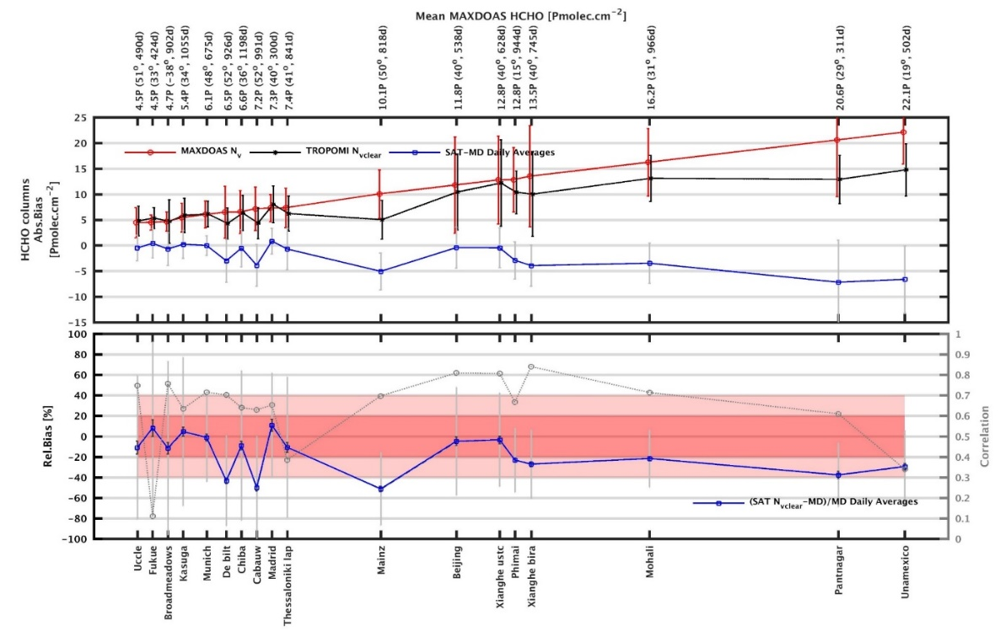 Mean MAXDOAS HCHO [Pmolec.cm⁻²]
4.5P (51°, 490d)
4.5P (33°, 424d)
4.7P (−38°, 902d)
5.4P (34°, 1055d)
6.1P (48°, 675d)
6.5P (52°, 926d)
6.6P (36°, 1198d)
7.2P (52°, 991d)
7.3P (40°, 300d)
7.4P (41°, 841d)
10.1P (50°, 818d)
11.8P (40°, 538d)
12.8P (40°, 628d)
12.8P (15°, 944d)
13.5P (40°, 745d)
16.2P (31°, 966d)
20.6P (29°, 311d)
22.1P (19°, 502d)
HCHO columns
Abs.Bias
[Pmolec.cm⁻²]
25
20
15
10
5
0
−5
−10
−15
MAXDOAS Nv
TROPOMI Nvclear
SAT−MD Daily Averages
Rel.Bias [%]
100
80
60
40
20
0
−20
−40
−60
−80
−100
(SAT Nvclear−MD)/MD Daily Averages
1
0.9
0.8
0.7
0.6
0.5
0.4
0.3
0.2
0.1
0
Correlation
Uccle
Fukue
Broadmeadows
Kasuga
Munich
De bilt
Chiba
Cabauw
Madrid
Thessaloniki lap
Mainz
Beijing
Xianghe ustc
Phimai
Xianghe bira
Mohali
Pantnagar
Unamexico